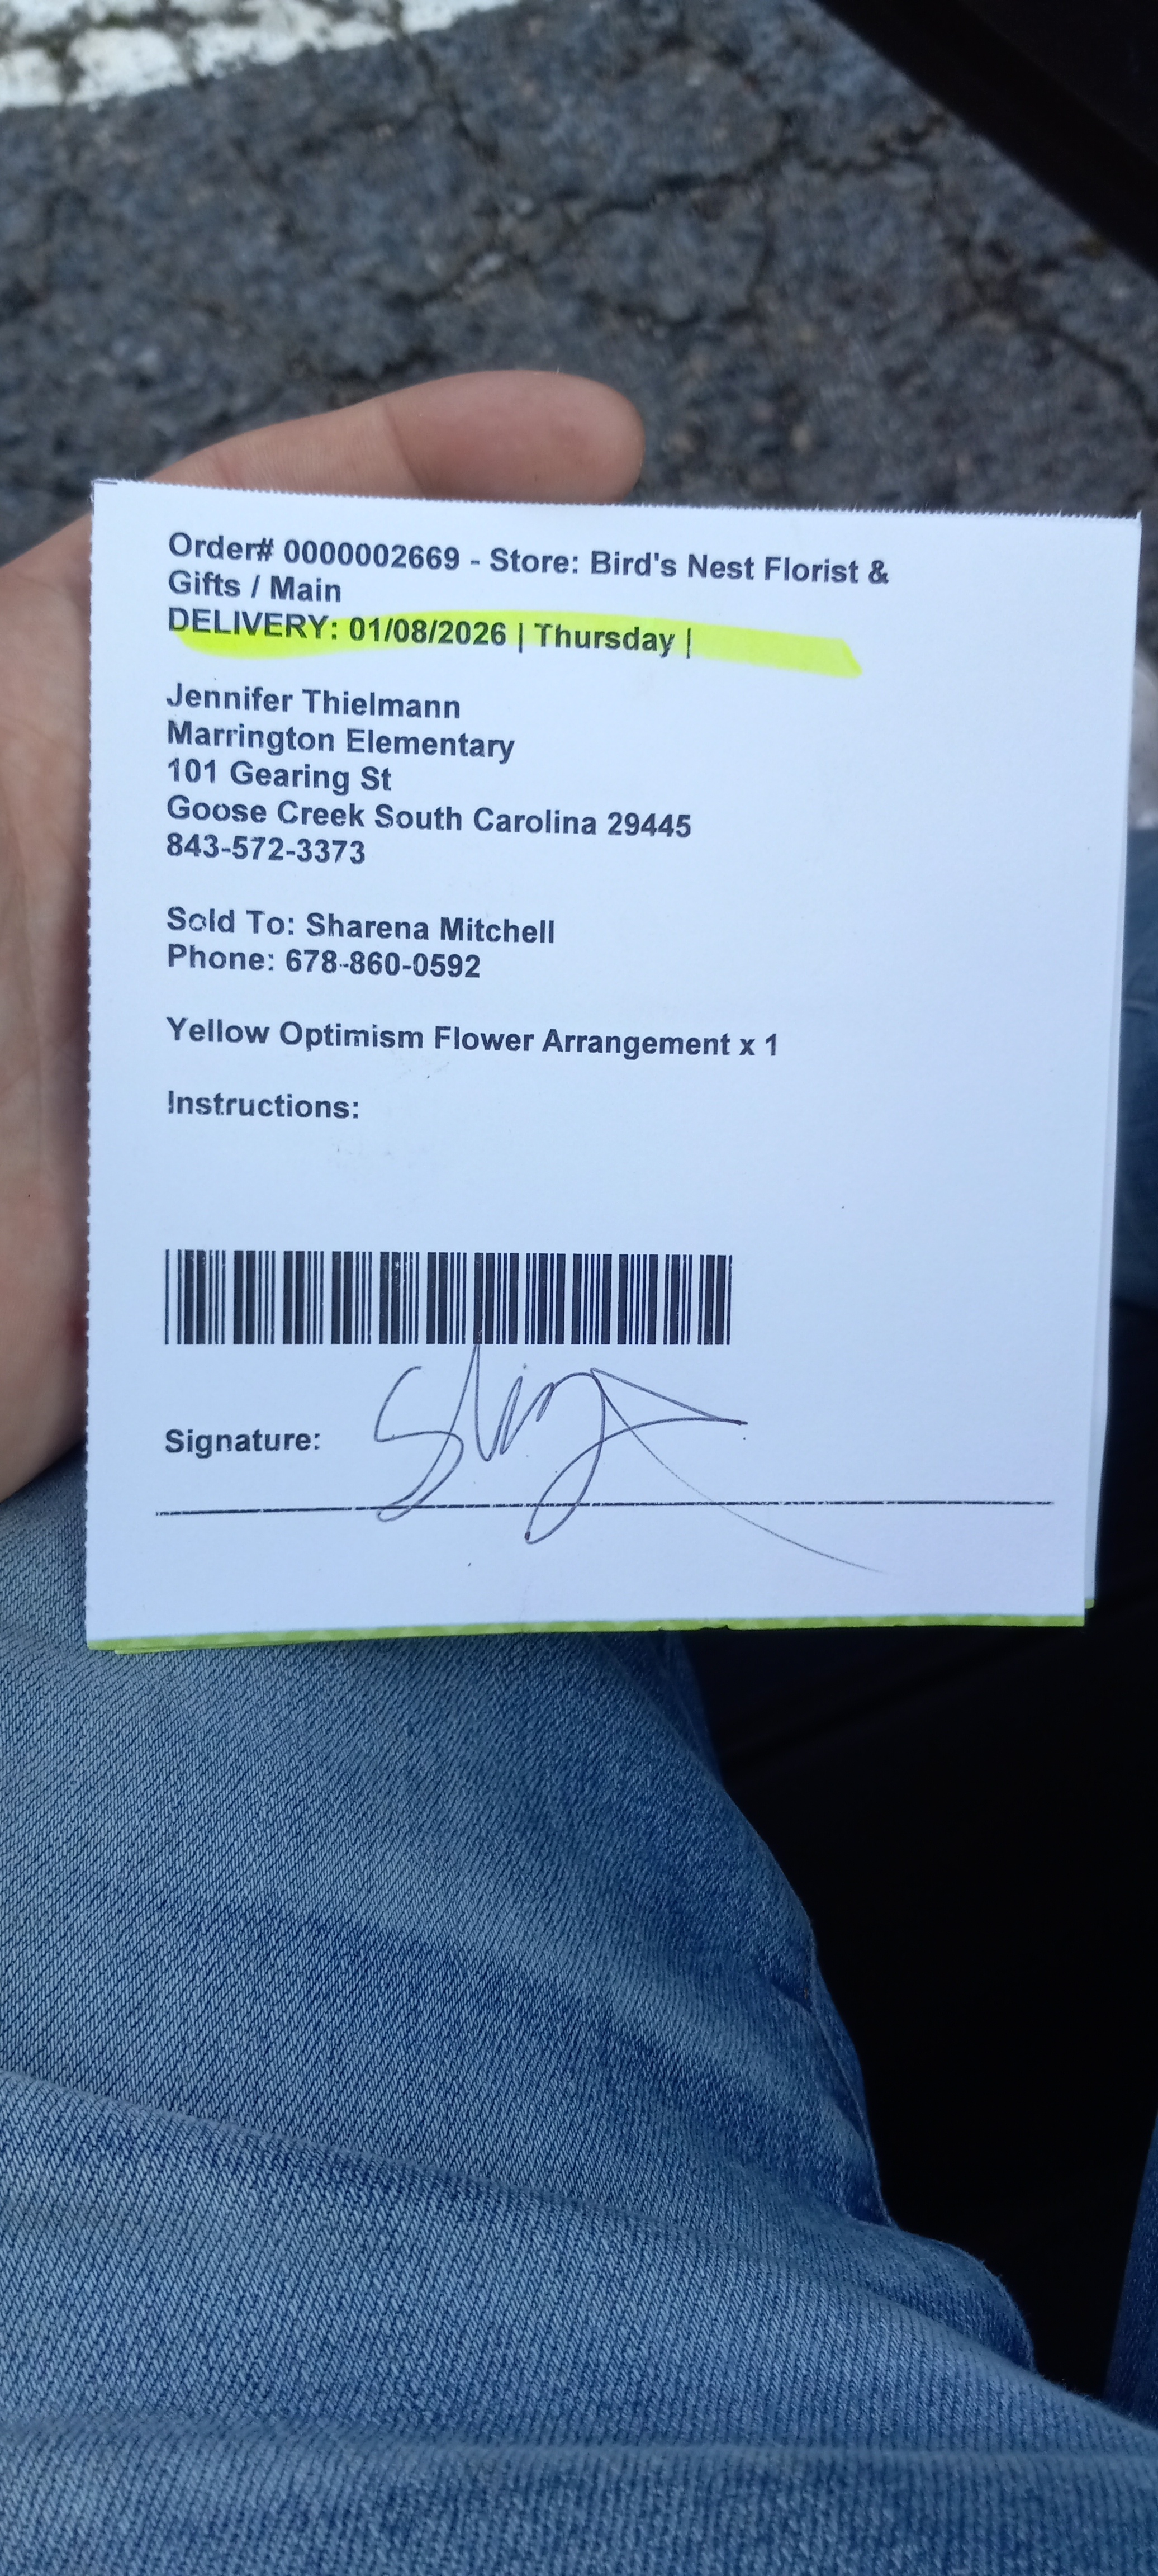 Order# 0000002669 - Store: Bird's Nest Florist &
Gifts / Main
DELIVERY: 01/08/2026 | Thursday |
Jennifer Thielmann
Marrington Elementary
101 Gearing St
Goose Creek South Carolina 29445
843-572-3373
Sold To: Sharena Mitchell
Phone: 678-860-0592
Yellow Optimism Flower Arrangement x 1
Instructions:
Signature: